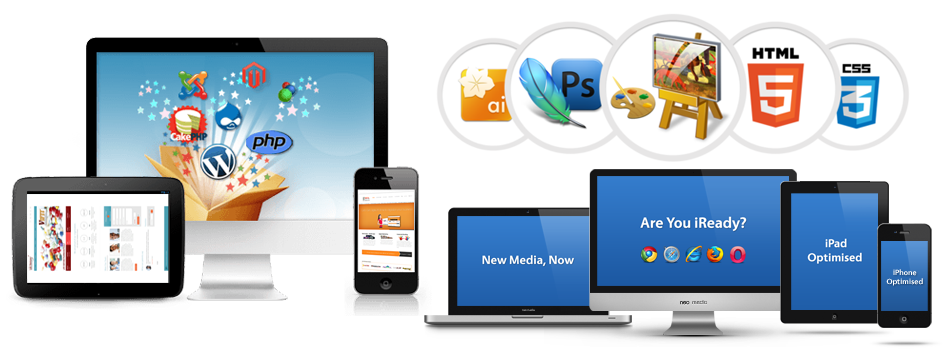 CakePHP
php
ai
Ps
HTML
5
CSS
3
New Media, Now
Are You iReady?
neo media
iPad
Optimised
iPhone
Optimised